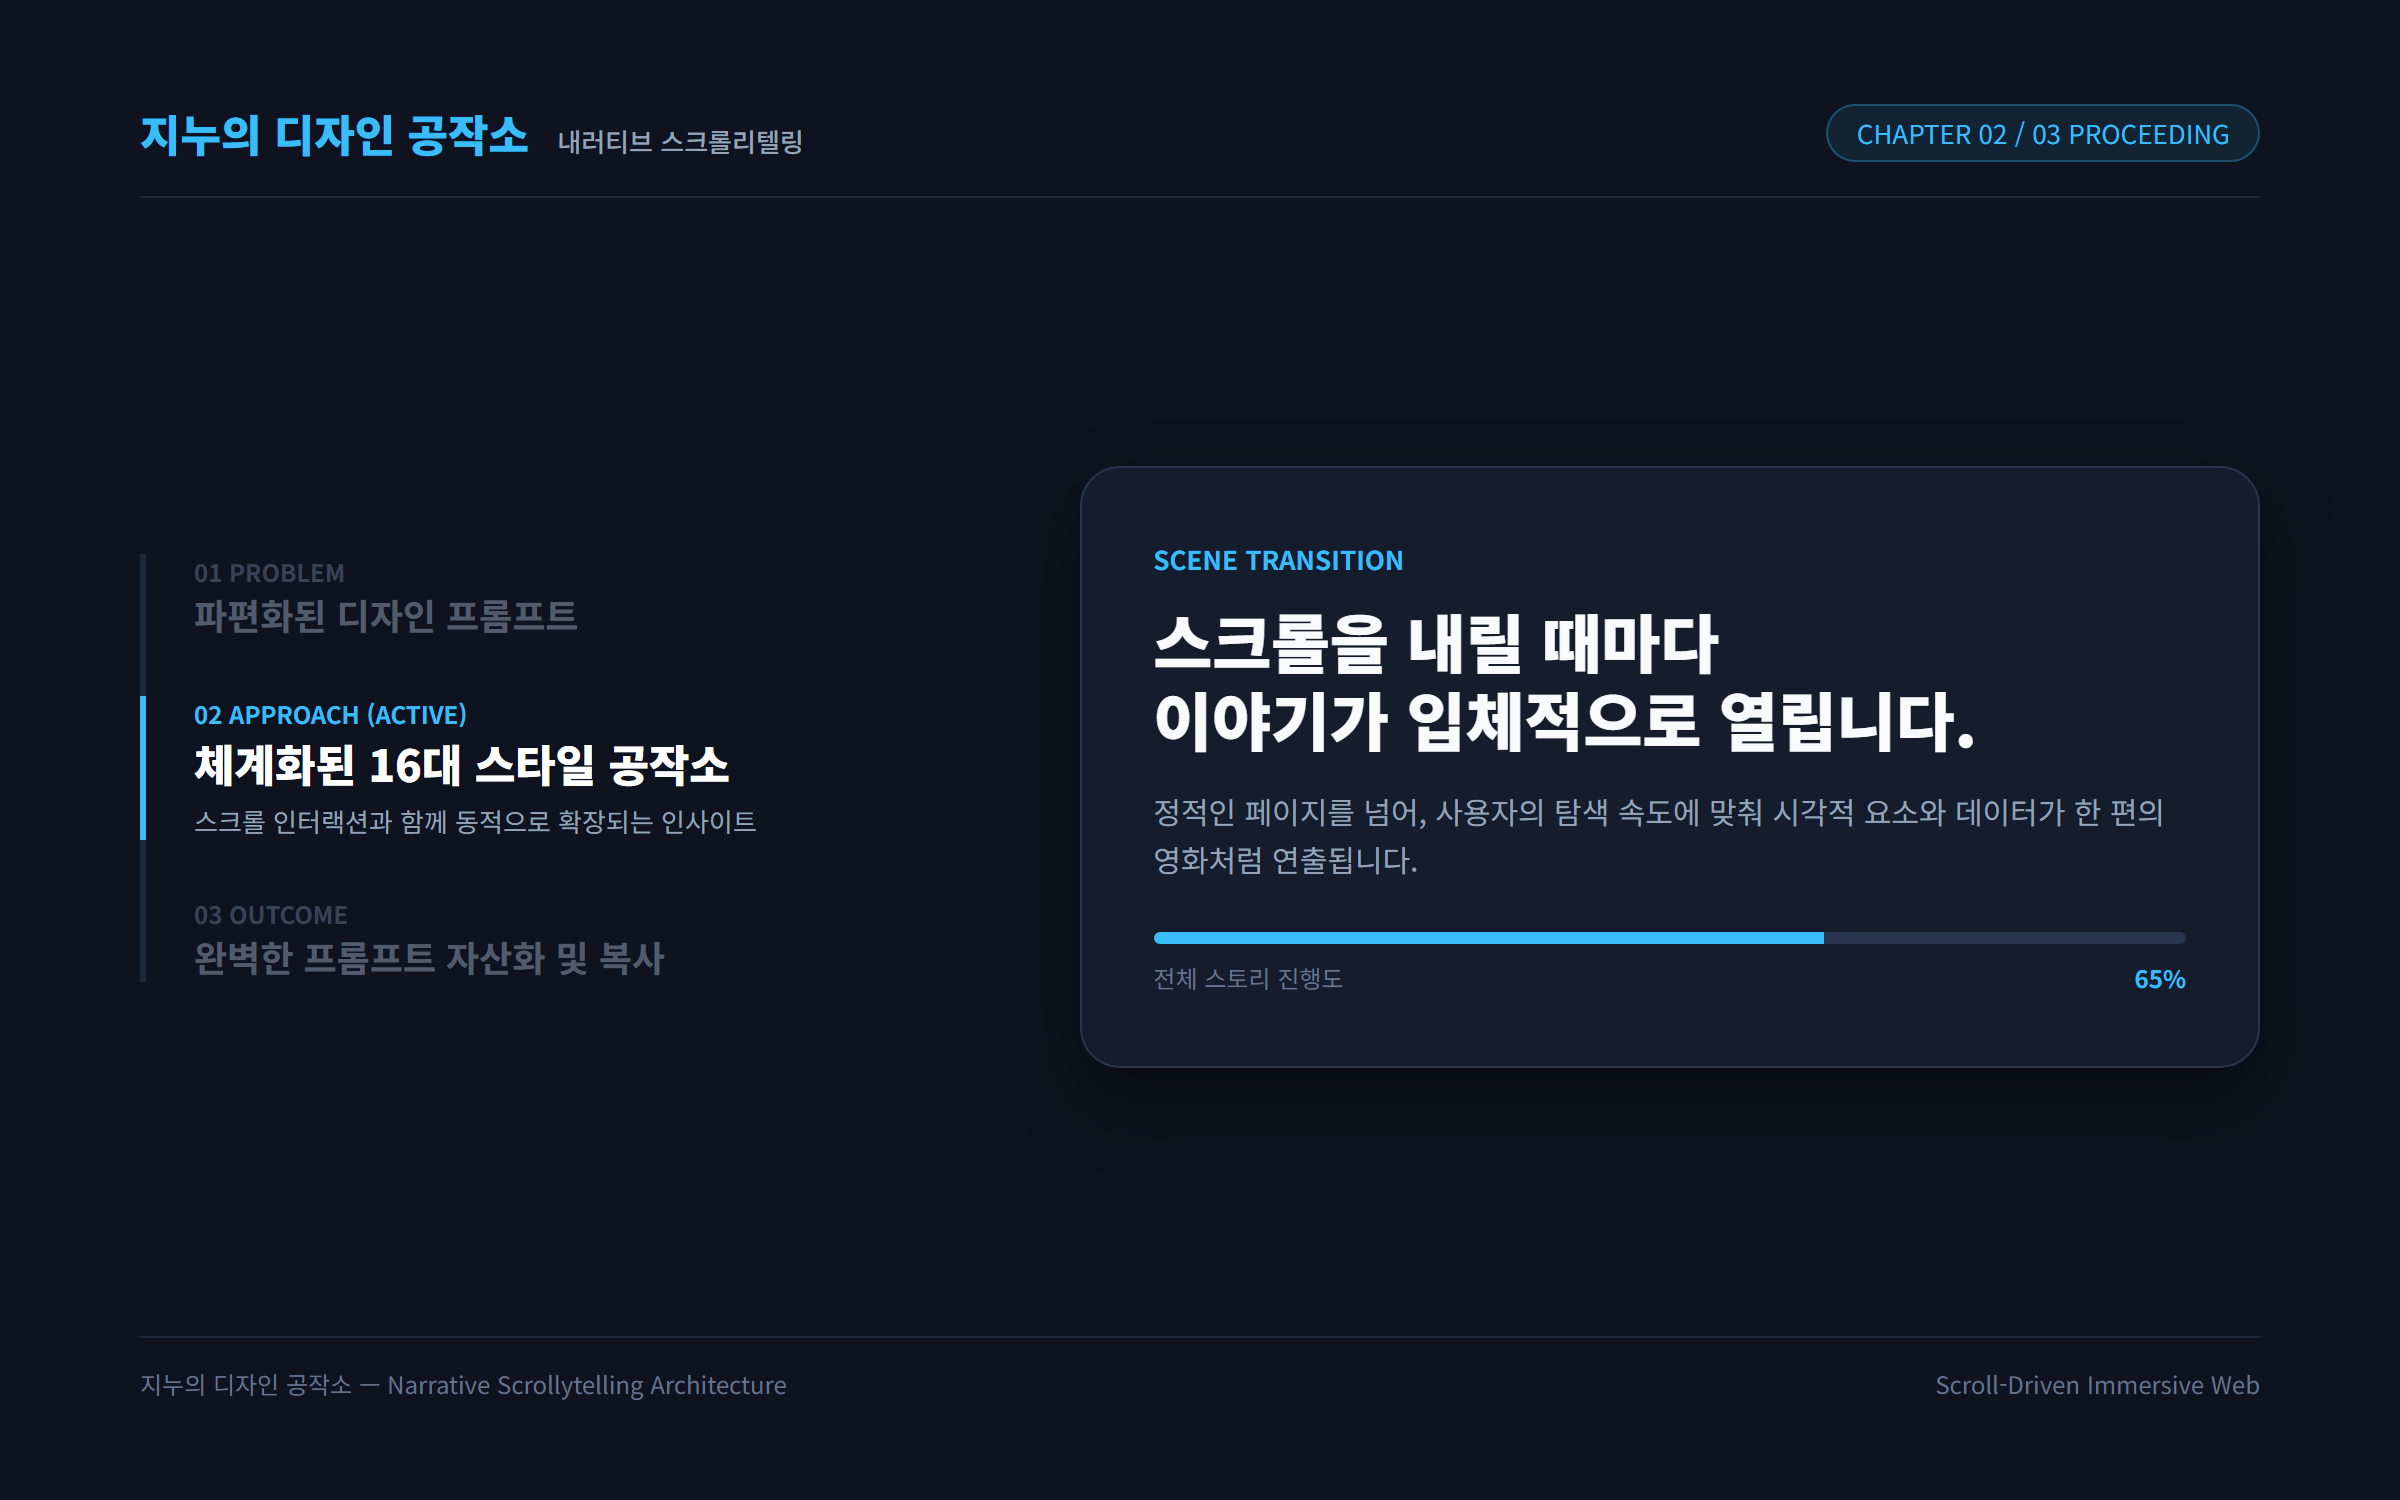 지누의 디자인 공작소 내러티브 스크롤리텔링
CHAPTER 02 / 03 PROCEEDING
01 PROBLEM
파편화된 디자인 프롬프트
02 APPROACH (ACTIVE)
체계화된 16대 스타일 공작소
스크롤 인터랙션과 함께 동적으로 확장되는 인사이트
03 OUTCOME
완벽한 프롬프트 자산화 및 복사
SCENE TRANSITION
스크롤을 내릴 때마다
이야기가 입체적으로 열립니다.
정적인 페이지를 넘어, 사용자의 탐색 속도에 맞춰 시각적 요소와 데이터가 한 편의
영화처럼 연출됩니다.
전체 스토리 진행도
65%
지누의 디자인 공작소 — Narrative Scrollytelling Architecture
Scroll-Driven Immersive Web